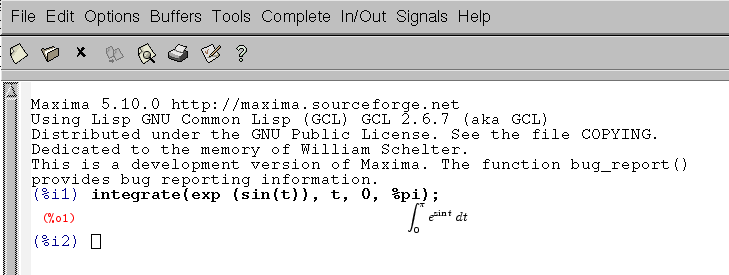 File Edit Options Buffers Tools Complete In/Out Signals Help
Maxima 5.10.0 http://maxima.sourceforge.net
Using Lisp GNU Common Lisp (GCL) GCL 2.6.7 (aka GCL)
Distributed under the GNU Public License. See the file COPYING.
Dedicated to the memory of William Schelter.
This is a development version of Maxima. The function bug_report()
provides bug reporting information.
(%i1) integrate(exp (sin(t)), t, 0, %pi);
(%o1) ∫₀^π e^{sin t} dt
(%i2)